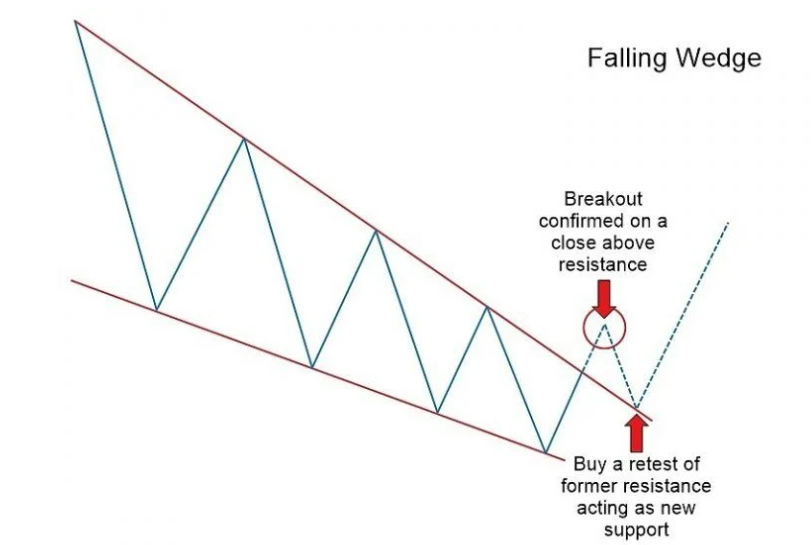 Falling Wedge
Breakout
confirmed on a
close above
resistance
Buy a retest of
former resistance
acting as new
support